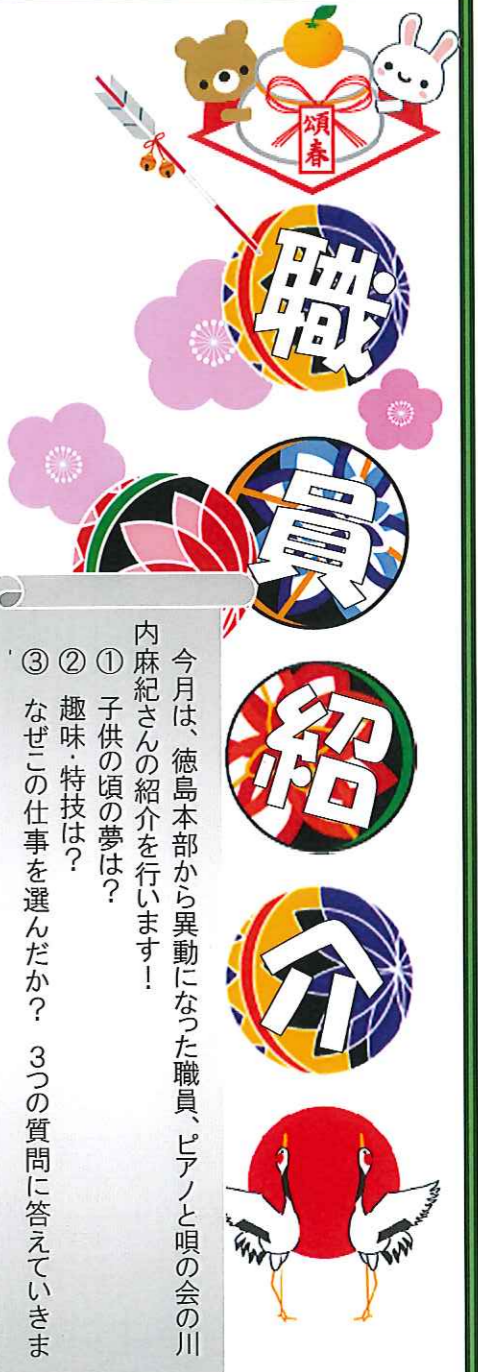 頌春
職員紹介
今月は、徳島本部から異動になった職員、ピアノと唄の会の川
内麻紀さんの紹介を行います！
① 子供の頃の夢は？
② 趣味・特技は？
③ なぜこの仕事を選んだか？　3つの質問に答えていきま